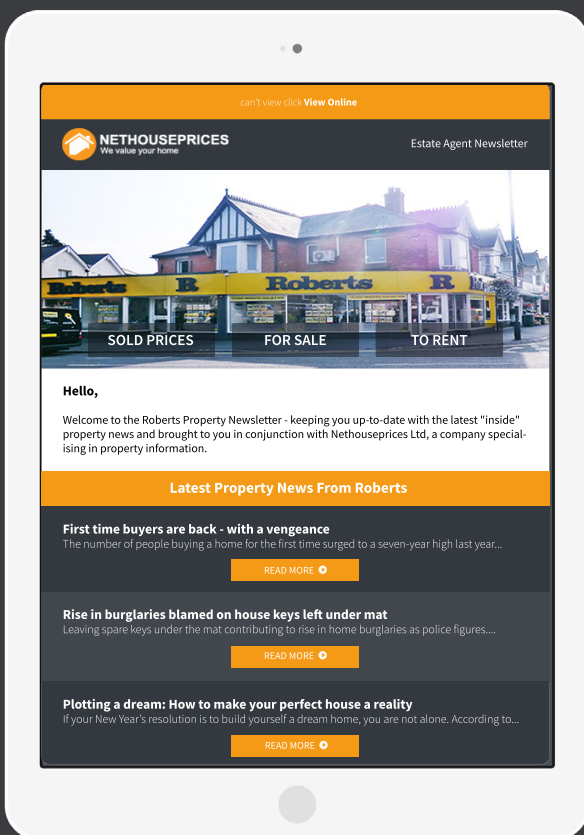 can't view click View Online
NETHOUSEPRICES
We value your home
Estate Agent Newsletter
Roberts R Roberts R
SOLD PRICES
FOR SALE
TO RENT
Hello,
Welcome to the Roberts Property Newsletter - keeping you up-to-date with the latest "inside"
property news and brought to you in conjunction with Nethouseprices Ltd, a company special-
ising in property information.
Latest Property News From Roberts
First time buyers are back - with a vengeance
The number of people buying a home for the first time surged to a seven-year high last year...
READ MORE
Rise in burglaries blamed on house keys left under mat
Leaving spare keys under the mat contributing to rise in home burglaries as police figures....
READ MORE
Plotting a dream: How to make your perfect house a reality
If your New Year's resolution is to build yourself a dream home, you are not alone. According to...
READ MORE